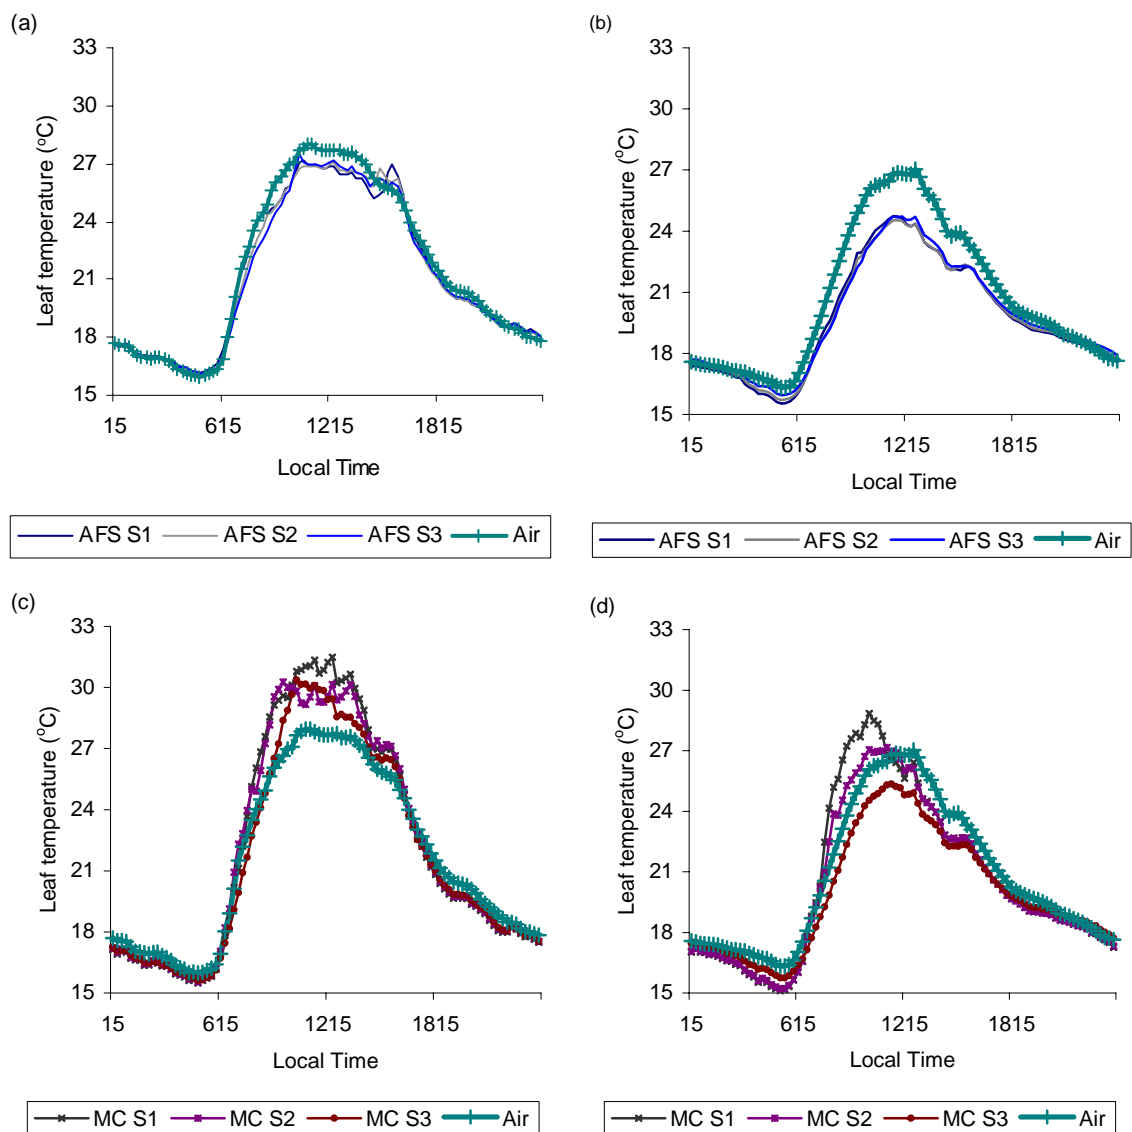 (a)
33
30
27
24
21
18
15
Leaf temperature (°C)
15 615 1215 1815
Local Time
AFS S1 AFS S2 AFS S3 Air
(b)
33
30
27
24
21
18
15
Leaf temperature (°C)
15 615 1215 1815
Local Time
AFS S1 AFS S2 AFS S3 Air
(c)
33
30
27
24
21
18
15
Leaf temperature (°C)
15 615 1215 1815
Local Time
MC S1 MC S2 MC S3 Air
(d)
33
30
27
24
21
18
15
Leaf temperature (°C)
15 615 1215 1815
Local Time
MC S1 MC S2 MC S3 Air